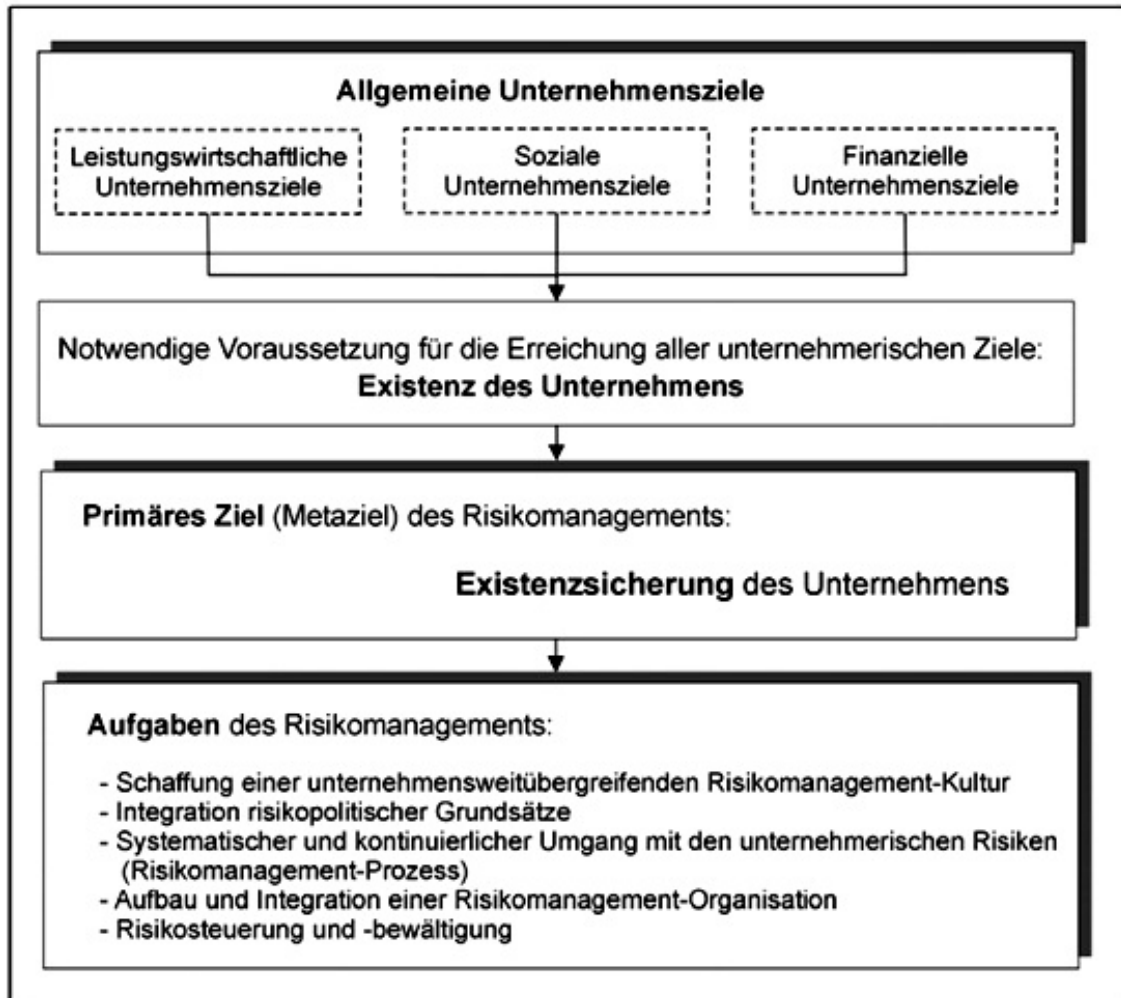 Allgemeine Unternehmensziele
Leistungswirtschaftliche
Unternehmensziele
Soziale
Unternehmensziele
Finanzielle
Unternehmensziele
Notwendige Voraussetzung für die Erreichung aller unternehmerischen Ziele:
Existenz des Unternehmens
Primäres Ziel (Metaziel) des Risikomanagements:
Existenzsicherung des Unternehmens
Aufgaben des Risikomanagements:
- Schaffung einer unternehmensweitübergreifenden Risikomanagement-Kultur
- Integration risikopolitischer Grundsätze
- Systematischer und kontinuierlicher Umgang mit den unternehmerischen Risiken
(Risikomanagement-Prozess)
- Aufbau und Integration einer Risikomanagement-Organisation
- Risikosteuerung und -bewältigung